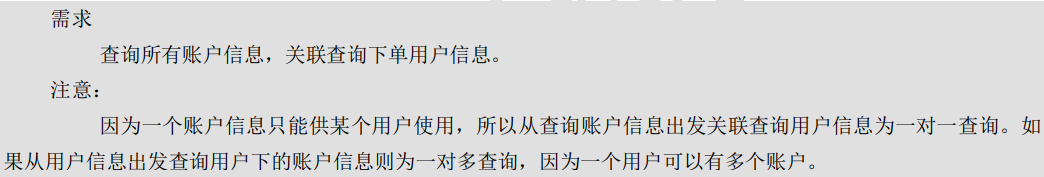 需求
查询所有账户信息，关联查询下单用户信息。
注意：
因为一个账户信息只能供某个用户使用，所以从查询账户信息出发关联查询用户信息为一对一查询。如
果从用户信息出发查询用户下的账户信息则为一对多查询，因为一个用户可以有多个账户。